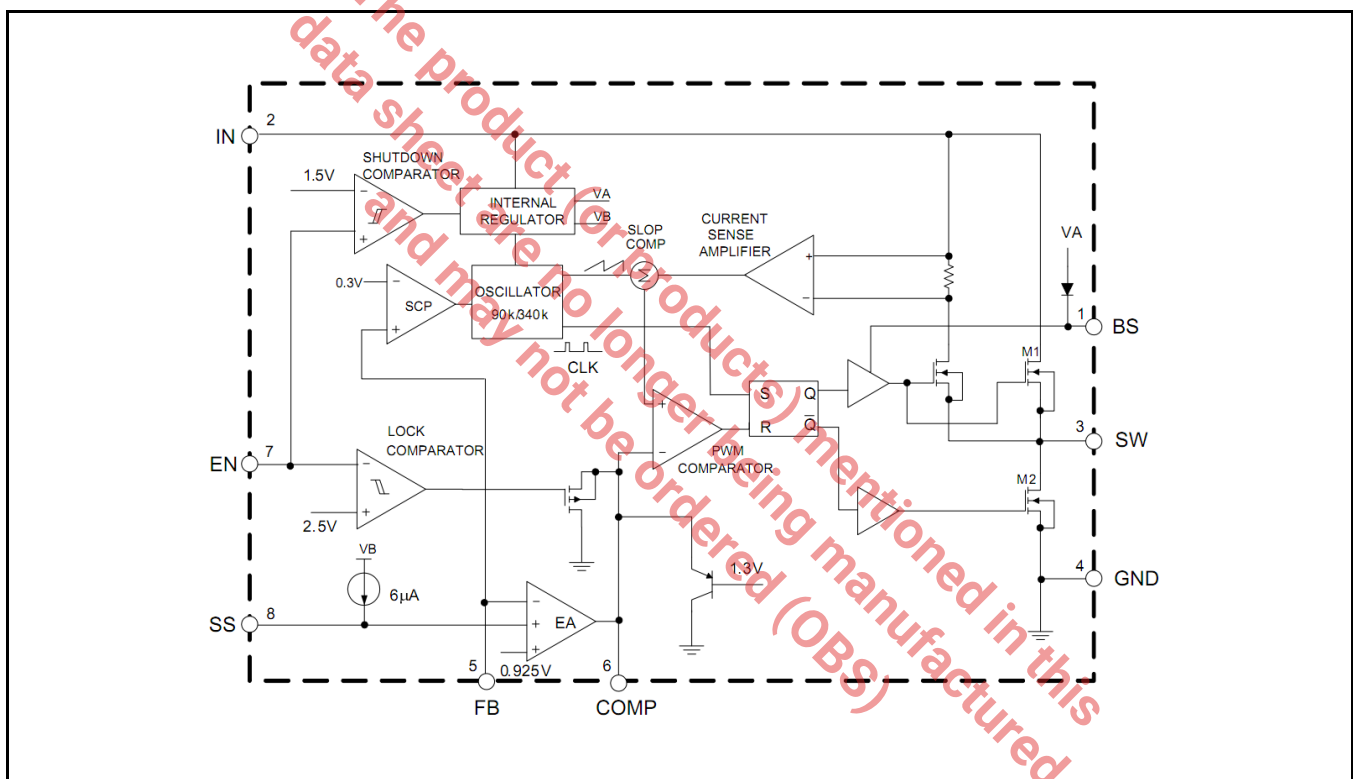 The product (or products) mentioned in this
data sheet are no longer being manufactured
and may not be ordered (OBS)
IN
2
1.5V
SHUTDOWN
COMPARATOR
−
+
INTERNAL
REGULATOR
VA
VB
SLOP
COMP
Σ
CURRENT
SENSE
AMPLIFIER
+
−
VA
0.3V
−
+
SCP
OSCILLATOR
90k/340k
CLK
1
BS
M1
S
Q
R
Q̅
+
−
PWM
COMPARATOR
3
SW
LOCK
COMPARATOR
EN
7
−
+
2.5V
M2
VB
6µA
1.3V
4
GND
SS
8
−
+
+
EA
0.925V
5
FB
6
COMP